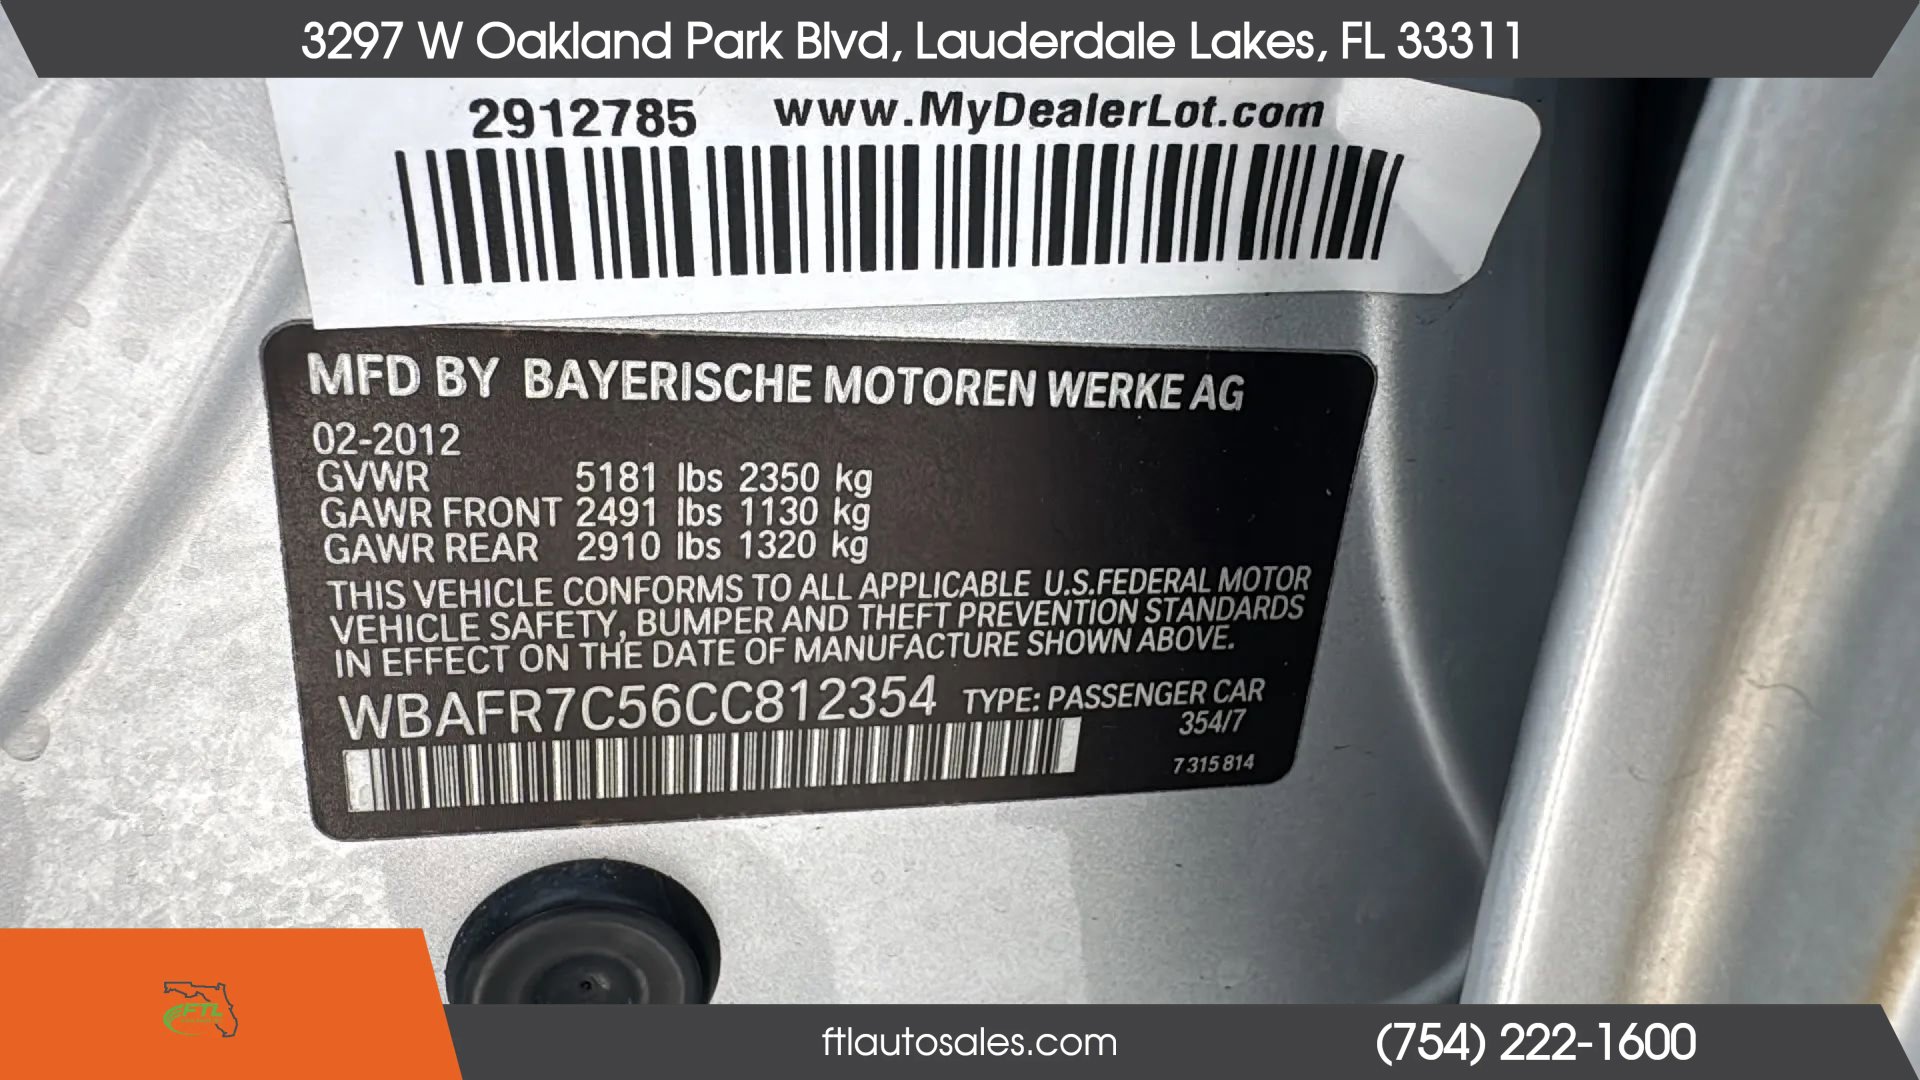 3297 W Oakland Park Blvd, Lauderdale Lakes, FL 33311
2912785 www.MyDealerLot.com
MFD BY BAYERISCHE MOTOREN WERKE AG
02-2012
GVWR 5181 lbs 2350 kg
GAWR FRONT 2491 lbs 1130 kg
GAWR REAR 2910 lbs 1320 kg
THIS VEHICLE CONFORMS TO ALL APPLICABLE U.S.FEDERAL MOTOR
VEHICLE SAFETY, BUMPER AND THEFT PREVENTION STANDARDS
IN EFFECT ON THE DATE OF MANUFACTURE SHOWN ABOVE.
WBAFR7C56CC812354 TYPE: PASSENGER CAR
354/7
7 315 814
FTL
ftlautosales.com
(754) 222-1600